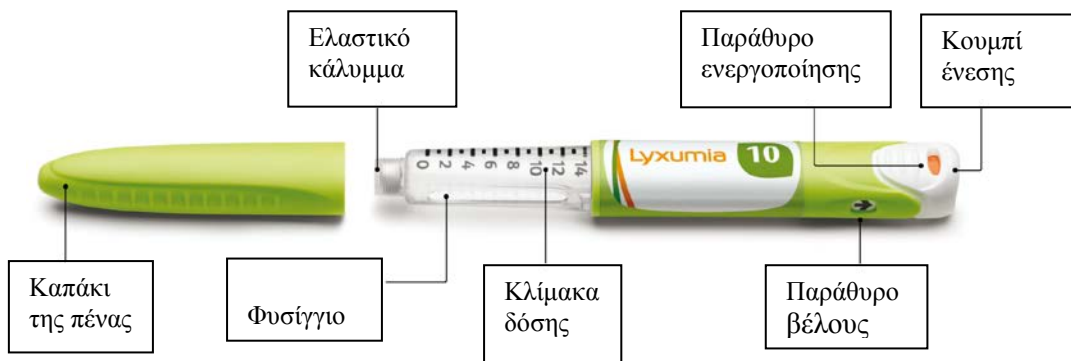 Ελαστικό
κάλυμμα
Παράθυρο
ενεργοποίησης
Κουμπί
ένεσης
0 2 4 6 8 10 12 14
Lyxumia 10
Καπάκι
της πένας
Φυσίγγιο
Κλίμακα
δόσης
Παράθυρο
βέλους